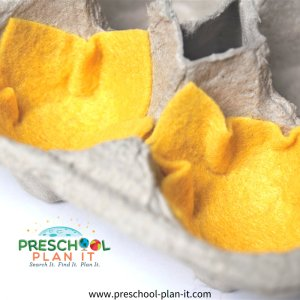 PRESCHOOL
PLAN IT
Search It. Find It. Plan It.
www.preschool-plan-it.com